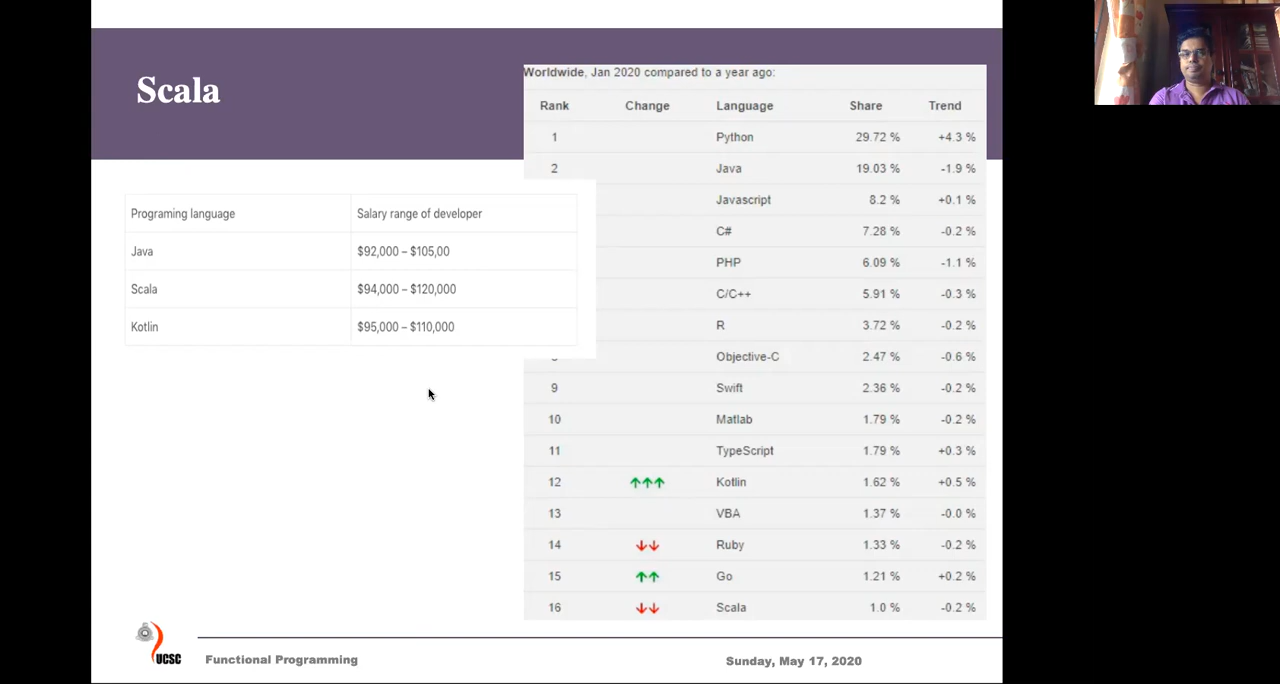 Scala
Programing language Salary range of developer
Java $92,000 – $105,00
Scala $94,000 – $120,000
Kotlin $95,000 – $110,000
Worldwide, Jan 2020 compared to a year ago:
Rank Change Language Share Trend
1 Python 29.72 % +4.3 %
2 Java 19.03 % -1.9 %
Javascript 8.2 % +0.1 %
C# 7.28 % -0.2 %
PHP 6.09 % -1.1 %
C/C++ 5.91 % -0.3 %
R 3.72 % -0.2 %
Objective-C 2.47 % -0.6 %
9 Swift 2.36 % -0.2 %
10 Matlab 1.79 % -0.2 %
11 TypeScript 1.79 % +0.3 %
12 ↑↑↑ Kotlin 1.62 % +0.5 %
13 VBA 1.37 % -0.0 %
14 ↓↓ Ruby 1.33 % -0.2 %
15 ↑↑ Go 1.21 % +0.2 %
16 ↓↓ Scala 1.0 % -0.2 %
UCSC
Functional Programming
Sunday, May 17, 2020